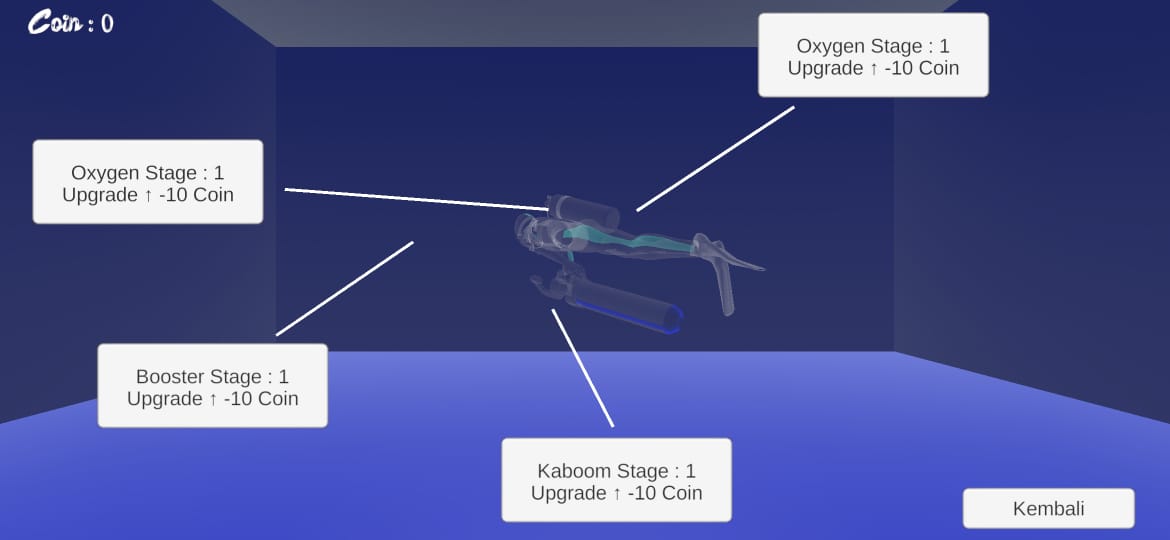 Coin : 0
Oxygen Stage : 1
Upgrade ↑ -10 Coin
Oxygen Stage : 1
Upgrade ↑ -10 Coin
Booster Stage : 1
Upgrade ↑ -10 Coin
Kaboom Stage : 1
Upgrade ↑ -10 Coin
Kembali